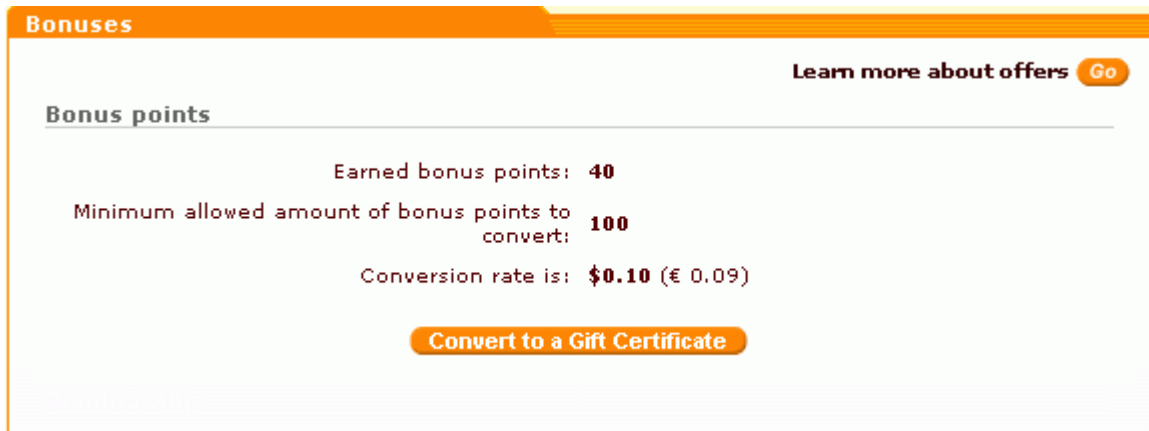 Bonuses
Learn more about offers Go
Bonus points
Earned bonus points: 40
Minimum allowed amount of bonus points to
convert: 100
Conversion rate is: $0.10 (€ 0.09)
Convert to a Gift Certificate